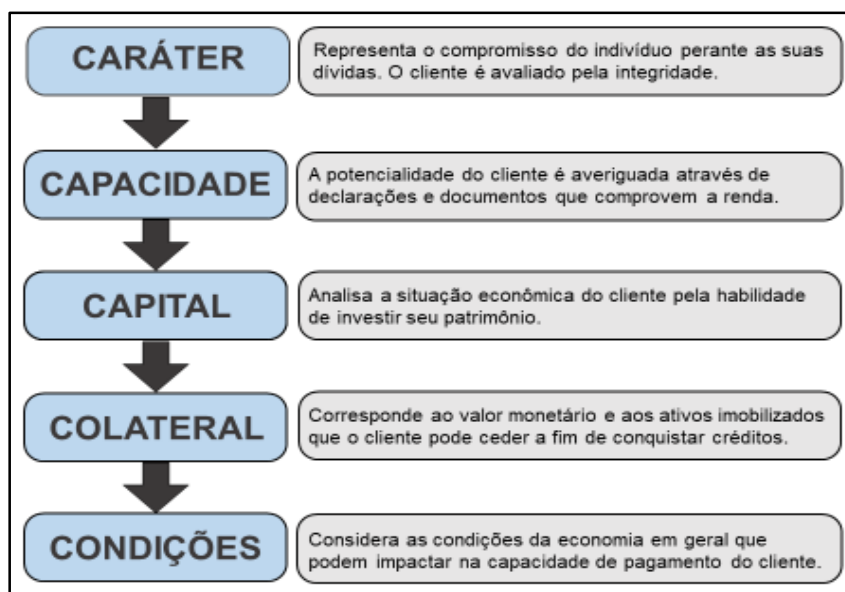 CARÁTER
Representa o compromisso do indivíduo perante as suas
dívidas. O cliente é avaliado pela integridade.
CAPACIDADE
A potencialidade do cliente é averiguada através de
declarações e documentos que comprovem a renda.
CAPITAL
Analisa a situação econômica do cliente pela habilidade
de investir seu patrimônio.
COLATERAL
Corresponde ao valor monetário e aos ativos imobilizados
que o cliente pode ceder a fim de conquistar créditos.
CONDIÇÕES
Considera as condições da economia em geral que
podem impactar na capacidade de pagamento do cliente.